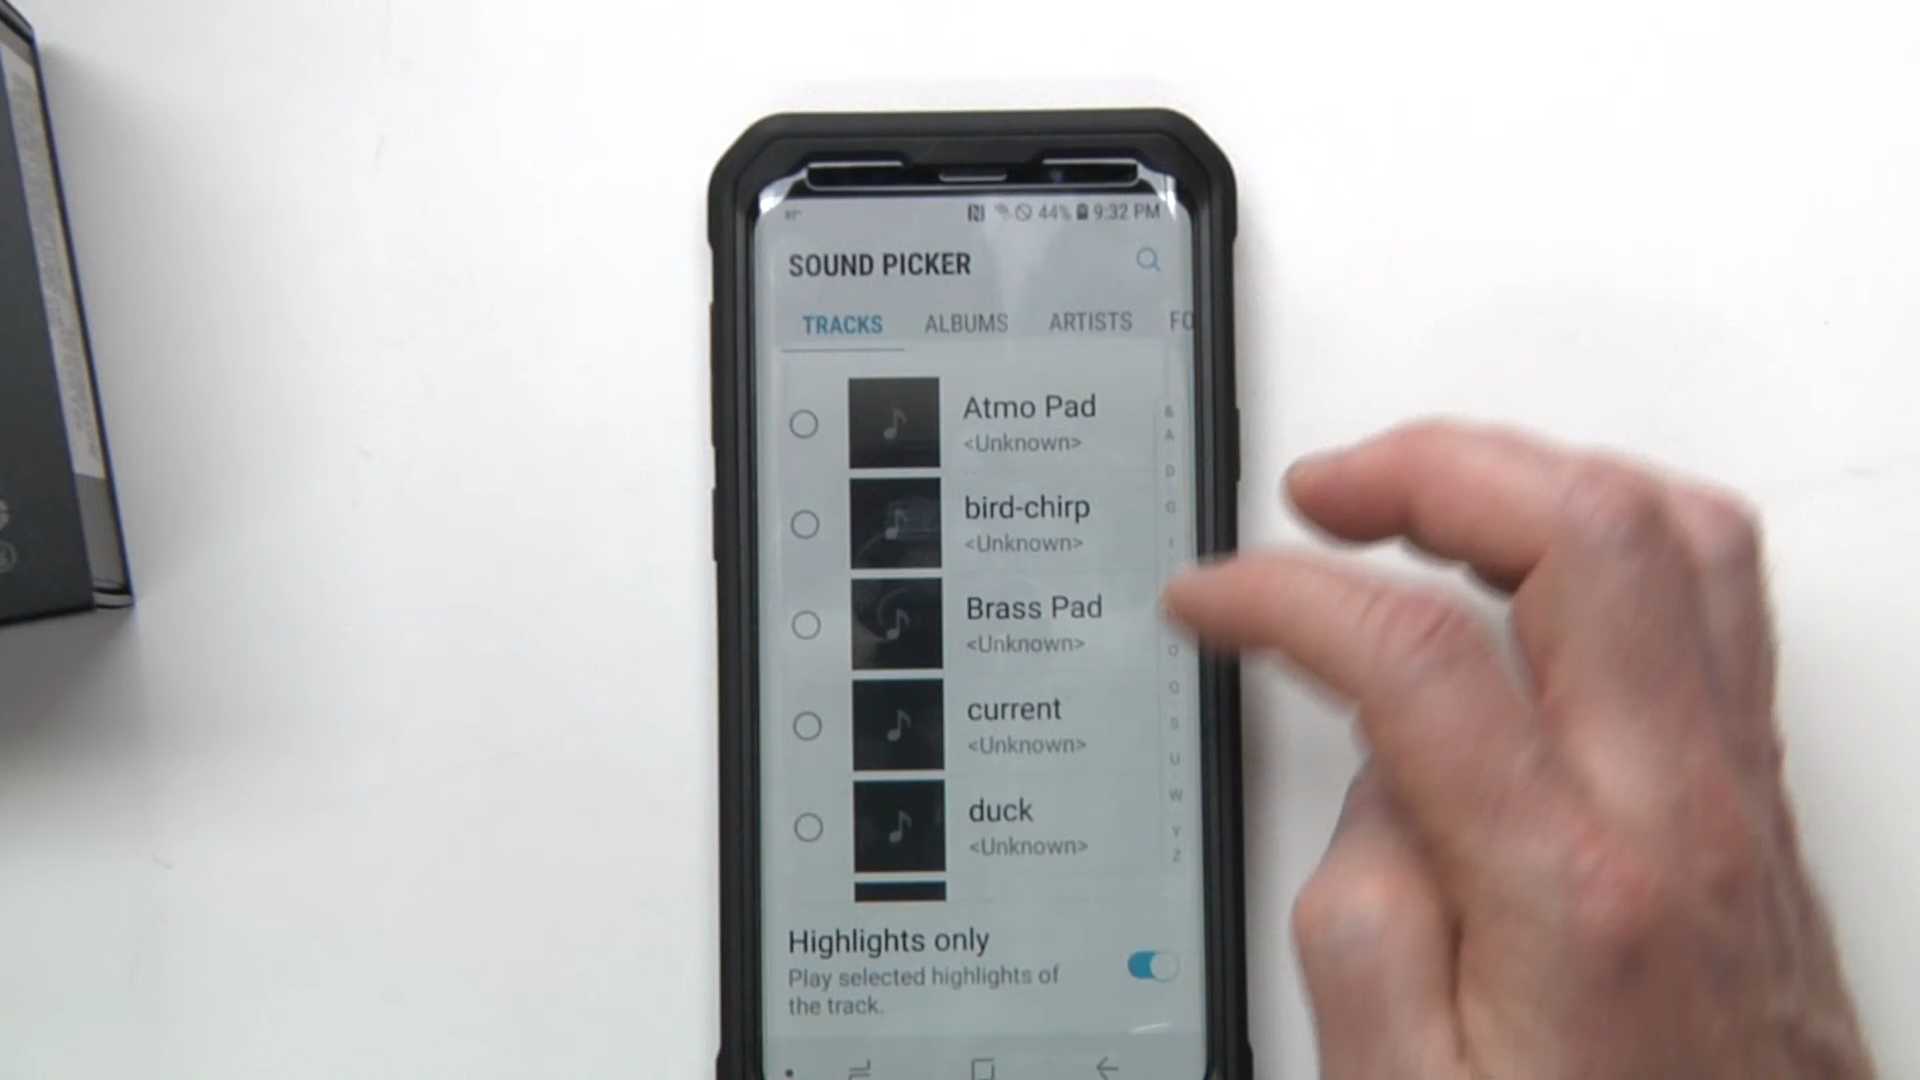 44% 9:32 PM
SOUND PICKER
TRACKS ALBUMS ARTISTS FO
Atmo Pad
<Unknown>
bird-chirp
<Unknown>
Brass Pad
<Unknown>
current
<Unknown>
duck
<Unknown>
&
A
D
G
I
O
Q
S
U
W
Y
Z
Highlights only
Play selected highlights of
the track.